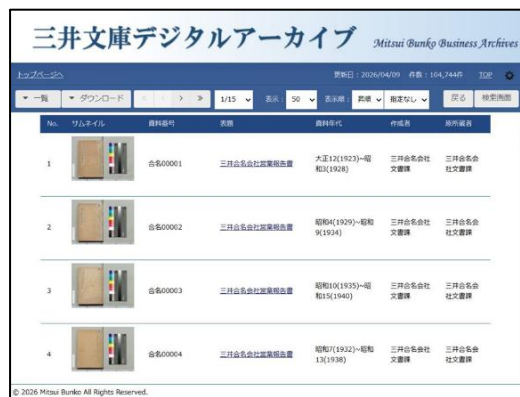 三井文庫デジタルアーカイブ Mitsui Bunko Business Archives
トップページへ 更新日：2026/04/09 件数：104,744件 TOP
一覧 ダウンロード « < > » 1/15 表示： 50 表示順： 昇順 指定なし 戻る 検索画面
No. サムネイル 資料番号 表題 資料年代 作成者 原所蔵者
1 合名00001 三井合名会社営業報告書 大正12(1923)~昭和3(1928) 三井合名会社文書課 三井合名会社文書課
2 合名00002 三井合名会社営業報告書 昭和4(1929)~昭和9(1934) 三井合名会社文書課 三井合名会社文書課
3 合名00003 三井合名会社営業報告書 昭和10(1935)~昭和15(1940) 三井合名会社文書課 三井合名会社文書課
4 合名00004 三井合名会社営業報告書 昭和7(1932)~昭和13(1938) 三井合名会社文書課 三井合名会社文書課
© 2026 Mitsui Bunko All Rights Reserved.